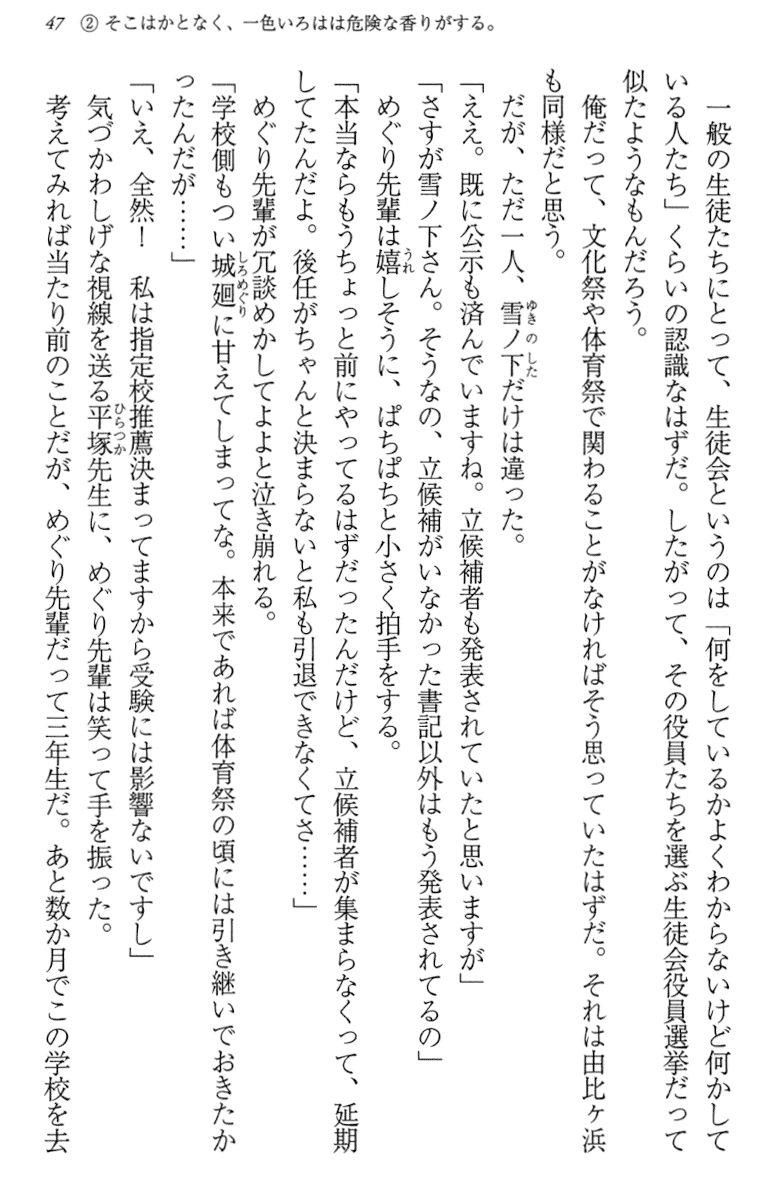 47　② そこはかとなく、一色いろはは危険な香りがする。
　一般の生徒たちにとって、生徒会というのは「何をしているかよくわからないけど何かして
いる人たち」くらいの認識なはずだ。したがって、その役員たちを選ぶ生徒会役員選挙だって
似たようなもんだろう。
　俺だって、文化祭や体育祭で関わることがなければそう思っていたはずだ。それは由比ヶ浜
も同様だと思う。
　だが、ただ一人、雪ノ下だけは違った。
「ええ。既に公示も済んでいますね。立候補者も発表されていたと思いますが」
「さすが雪ノ下さん。そうなの、立候補がいなかった書記以外はもう発表されてるの」
　めぐり先輩は嬉しそうに、ぱちぱちと小さく拍手をする。
「本当ならもうちょっと前にやってるはずだったんだけど、立候補者が集まらなくって、延期
してたんだよ。後任がちゃんと決まらないと私も引退できなくてさ……」
　めぐり先輩が冗談めかしてよよと泣き崩れる。
「学校側もつい城廻に甘えてしまってな。本来であれば体育祭の頃には引き継いでおきたか
ったんだが……」
「いえ、全然！　私は指定校推薦決まってますから受験には影響ないですし」
　気づかわしげな視線を送る平塚先生に、めぐり先輩は笑って手を振った。
　考えてみれば当たり前のことだが、めぐり先輩だって三年生だ。あと数か月でこの学校を去